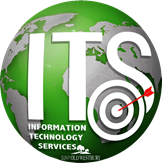 ITS
INFORMATION
TECHNOLOGY
SERVICES